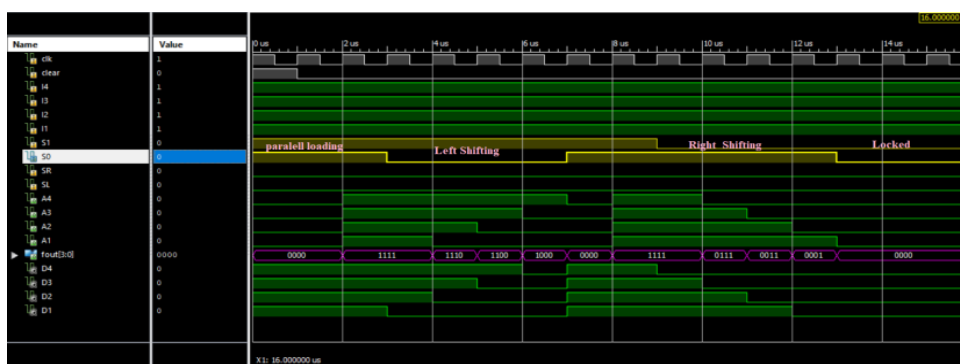 16.000000
Name Value 0 us 2 us 4 us 6 us 8 us 10 us 12 us 14 us
clk 1
clear 0
I4 1
I3 1
I2 1
I1 1
S1 0
paralell loading Left Shifting Right Shifting Locked
S0 0
SR 0
SL 0
A4 0
A3 0
A2 0
A1 0
fout[3:0] 0000 0000 1111 1110 1100 1000 0000 1111 0111 0011 0001 0000
D4 0
D3 0
D2 0
D1 0
X1: 16.000000 us